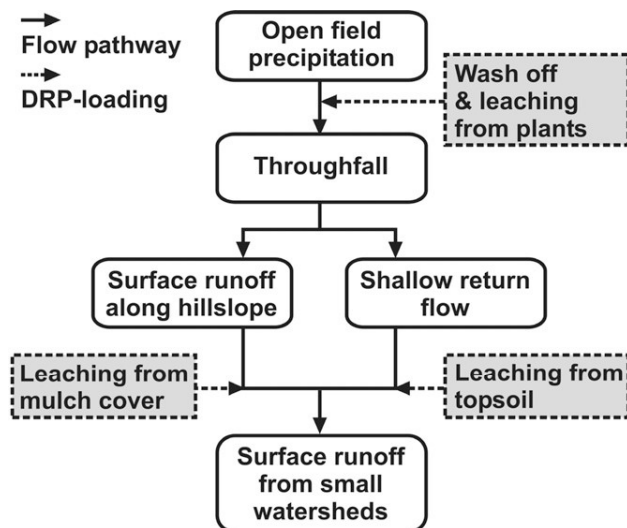 Flow pathway
DRP-loading
Open field
precipitation
Wash off
& leaching
from plants
Throughfall
Surface runoff
along hillslope
Shallow return
flow
Leaching from
mulch cover
Leaching from
topsoil
Surface runoff
from small
watersheds